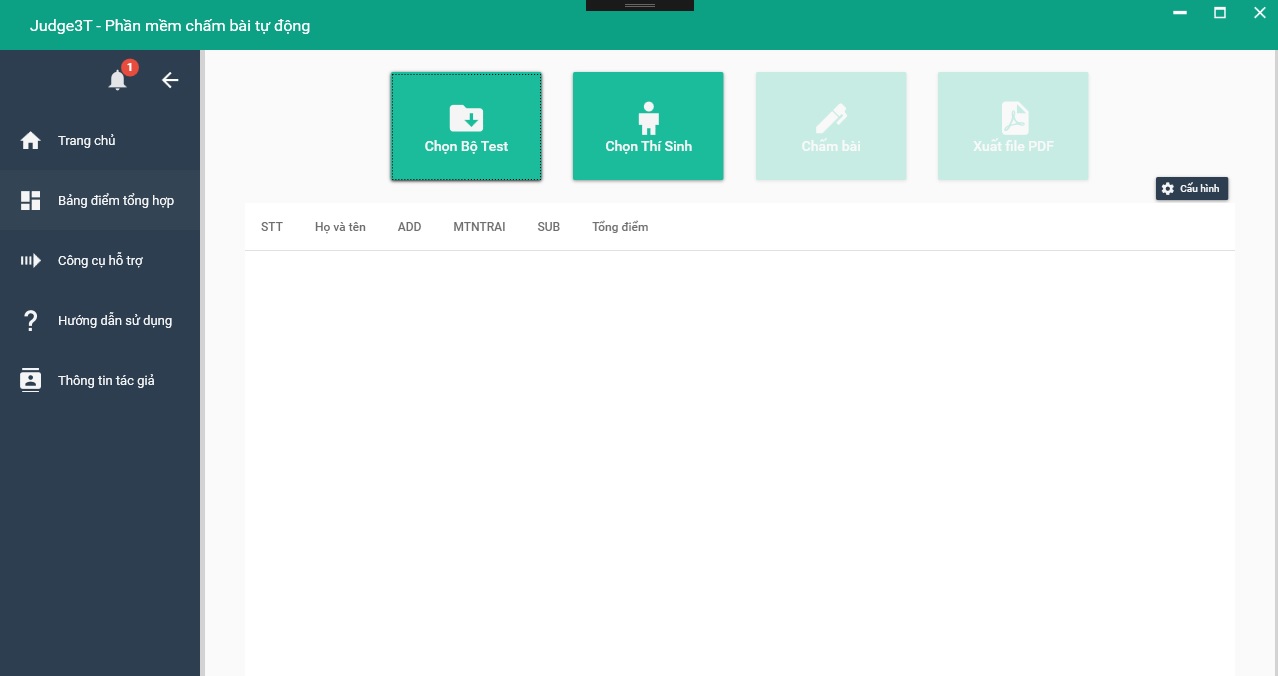 Judge3T - Phần mềm chấm bài tự động
1
Trang chủ
Bảng điểm tổng hợp
Công cụ hỗ trợ
Hướng dẫn sử dụng
Thông tin tác giả
Chọn Bộ Test
Chọn Thí Sinh
Chấm bài
Xuất file PDF
Cấu hình
STT Họ và tên ADD MTNTRAI SUB Tổng điểm